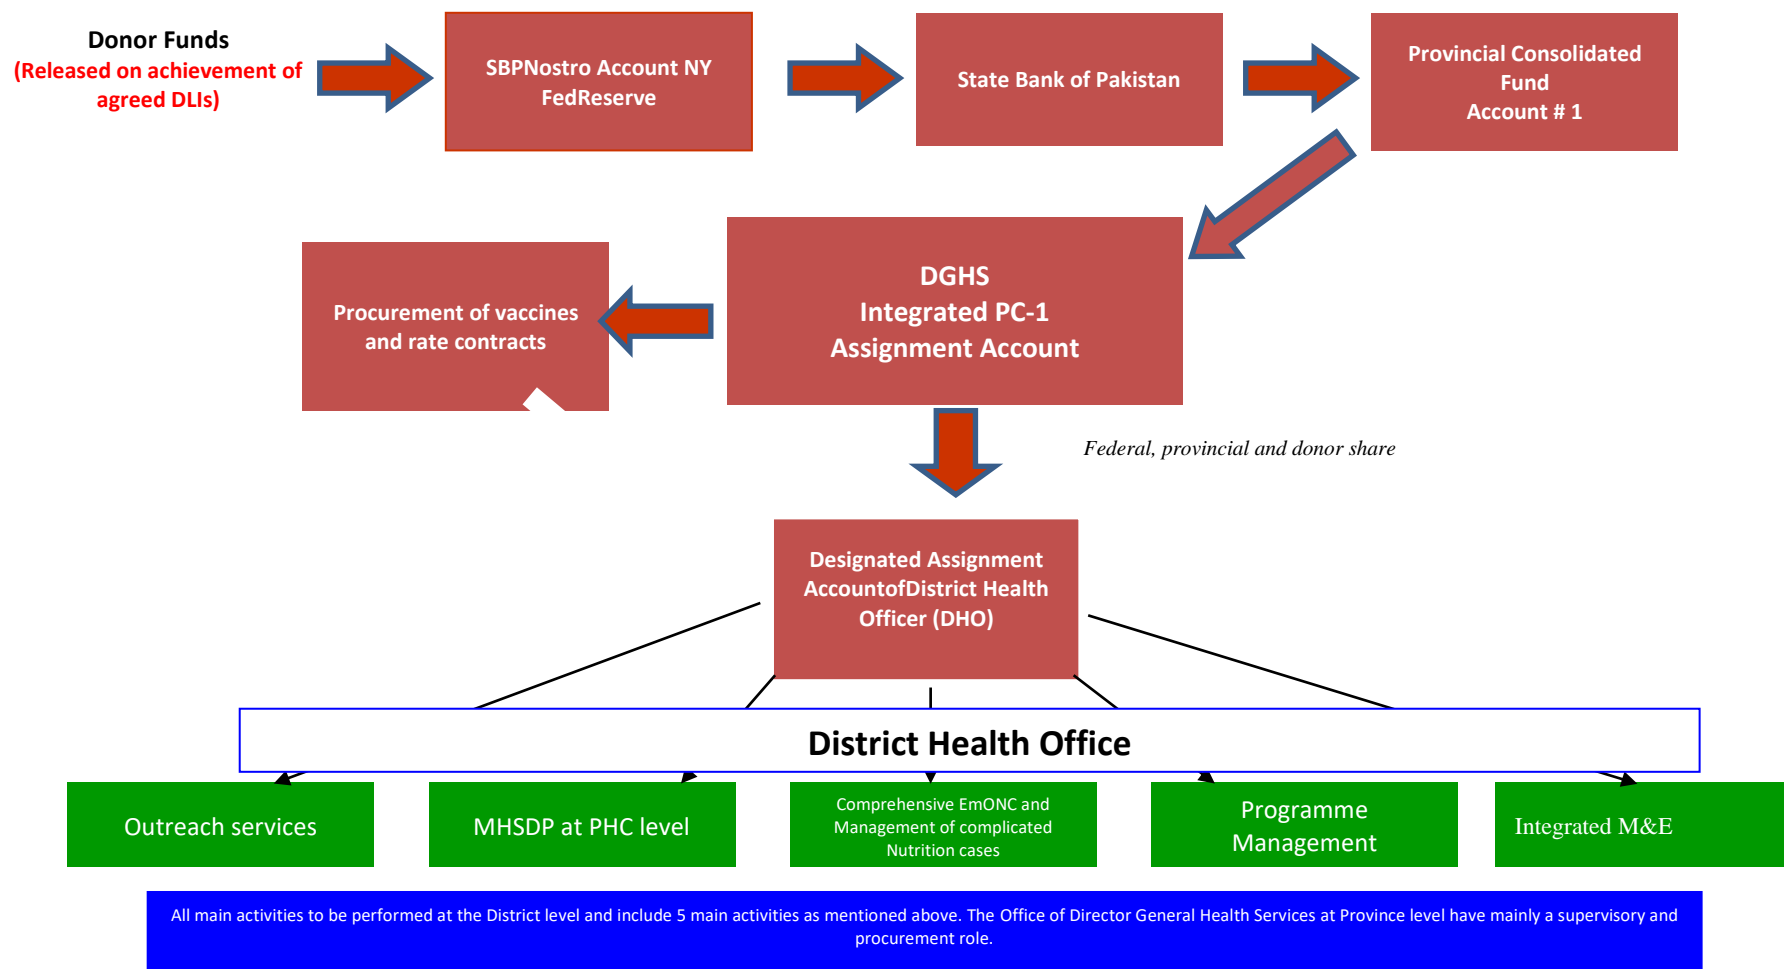 Donor Funds
(Released on achievement of
agreed DLIs)
SBPNostro Account NY
FedReserve
State Bank of Pakistan
Provincial Consolidated
Fund
Account # 1
Procurement of vaccines
and rate contracts
DGHS
Integrated PC-1
Assignment Account
Federal, provincial and donor share
Designated Assignment
AccountofDistrict Health
Officer (DHO)
District Health Office
Outreach services
MHSDP at PHC level
Comprehensive EmONC and
Management of complicated
Nutrition cases
Programme
Management
Integrated M&E
All main activities to be performed at the District level and include 5 main activities as mentioned above. The Office of Director General Health Services at Province level have mainly a supervisory and
procurement role.